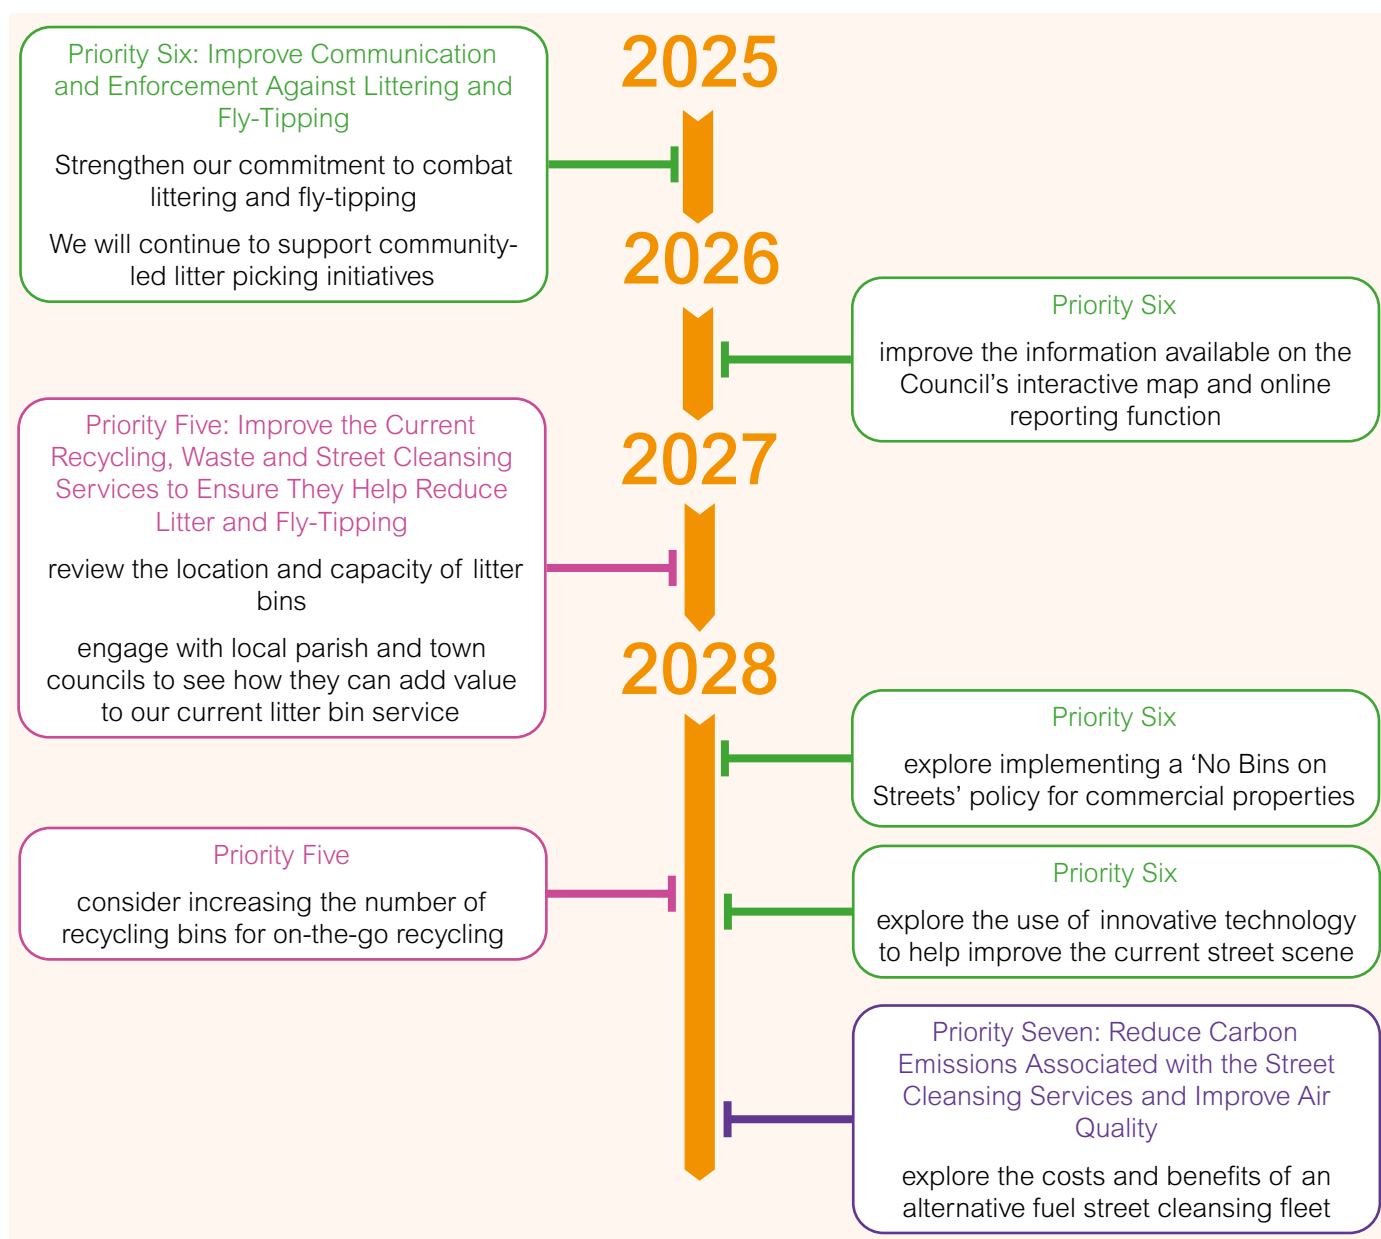 2025
Priority Six: Improve Communication
and Enforcement Against Littering and
Fly-Tipping
Strengthen our commitment to combat
littering and fly-tipping
We will continue to support community-
led litter picking initiatives
2026
Priority Six
improve the information available on the
Council’s interactive map and online
reporting function
2027
Priority Five: Improve the Current
Recycling, Waste and Street Cleansing
Services to Ensure They Help Reduce
Litter and Fly-Tipping
review the location and capacity of litter
bins
engage with local parish and town
councils to see how they can add value
to our current litter bin service
2028
Priority Six
explore implementing a ‘No Bins on
Streets’ policy for commercial properties
Priority Five
consider increasing the number of
recycling bins for on-the-go recycling
Priority Six
explore the use of innovative technology
to help improve the current street scene
Priority Seven: Reduce Carbon
Emissions Associated with the Street
Cleansing Services and Improve Air
Quality
explore the costs and benefits of an
alternative fuel street cleansing fleet